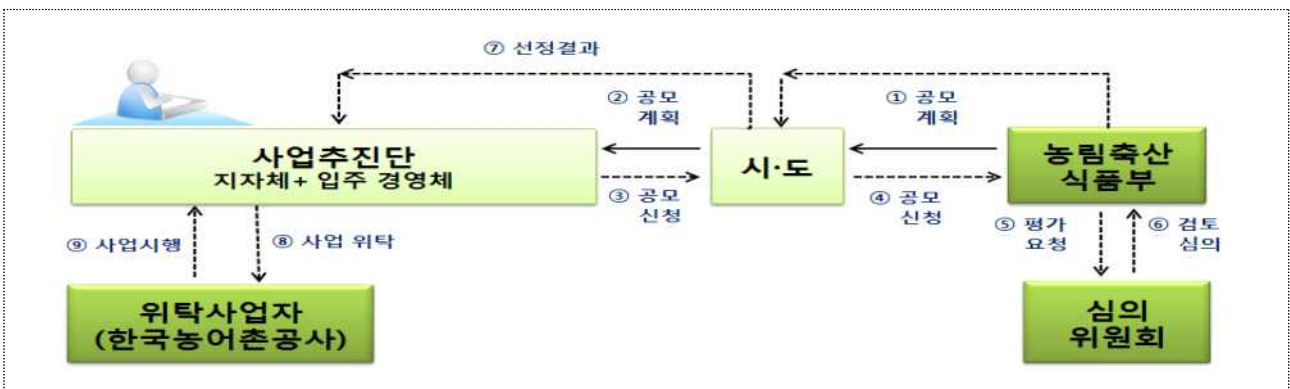 ⑦ 선정결과
② 공모
계획
① 공모
계획
사업추진단
지자체+ 입주 경영체
시·도
농림축산
식품부
③ 공모
신청
④ 공모
신청
⑤ 평가
요청
⑥ 검토
심의
⑨ 사업시행
⑧ 사업 위탁
위탁사업자
(한국농어촌공사)
심의
위원회